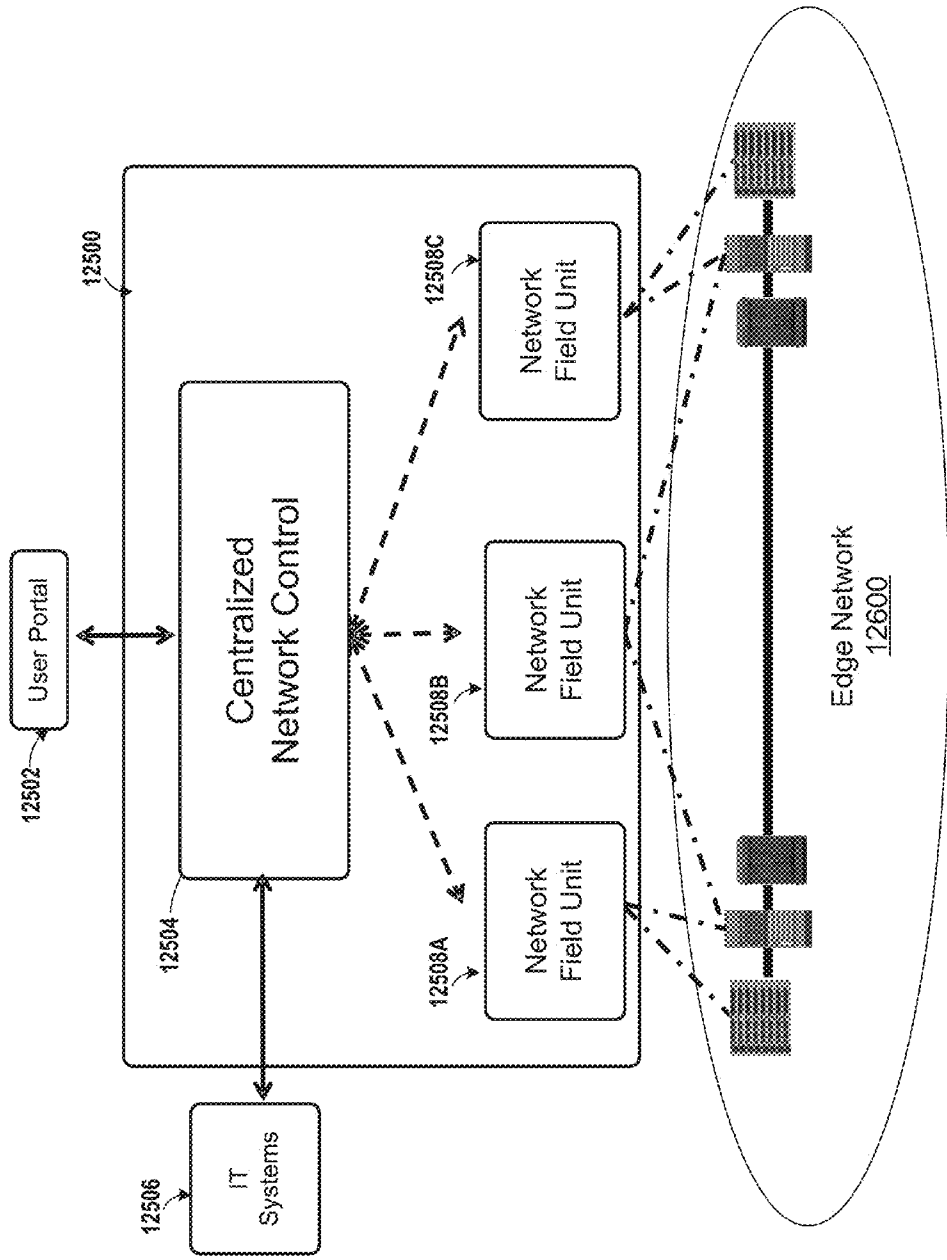 12502
User Portal
12500
12504
Centralized
Network Control
12506
IT
Systems
12508A
Network
Field Unit
12508B
Network
Field Unit
12508C
Network
Field Unit
Edge Network
12600